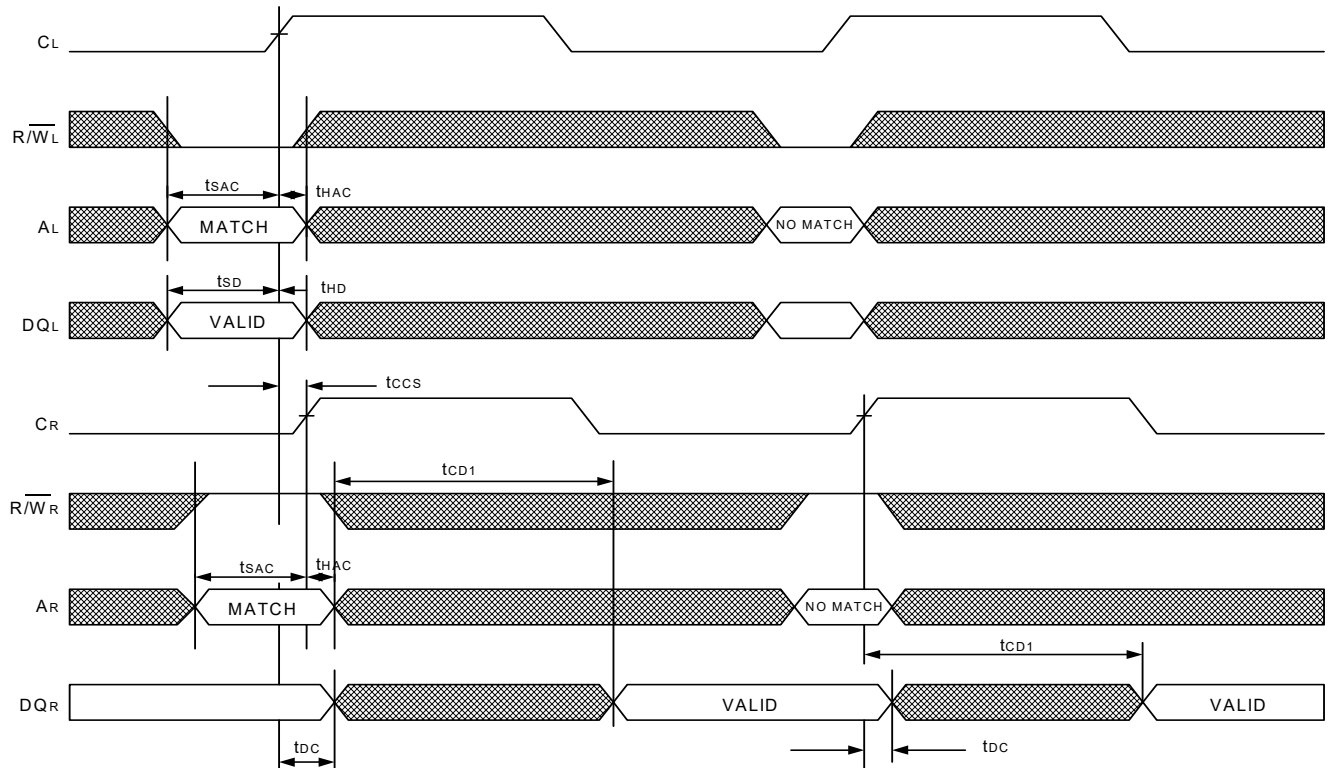 CL
R/WL
tSAC
tHAC
AL
MATCH
NO MATCH
tSD
tHD
DQL
VALID
tCCS
CR
tCD1
R/WR
tSAC
tHAC
AR
MATCH
NO MATCH
tCD1
DQR
VALID
VALID
tDC
tDC